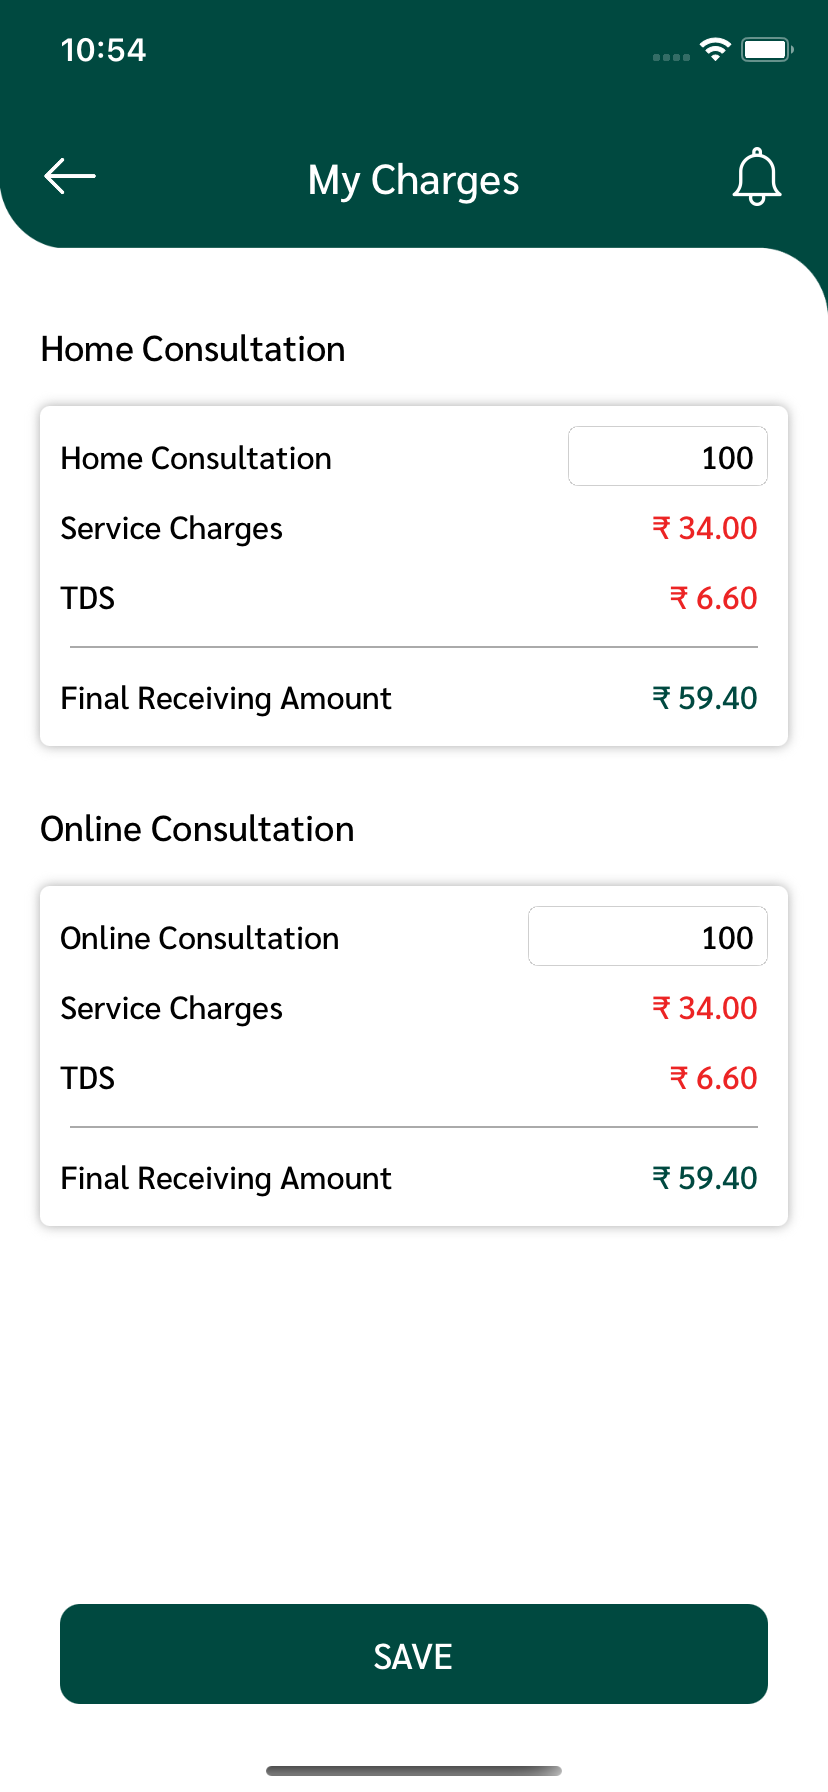 10:54
My Charges
Home Consultation
Home Consultation 100
Service Charges ₹ 34.00
TDS ₹ 6.60
Final Receiving Amount ₹ 59.40
Online Consultation
Online Consultation 100
Service Charges ₹ 34.00
TDS ₹ 6.60
Final Receiving Amount ₹ 59.40
SAVE